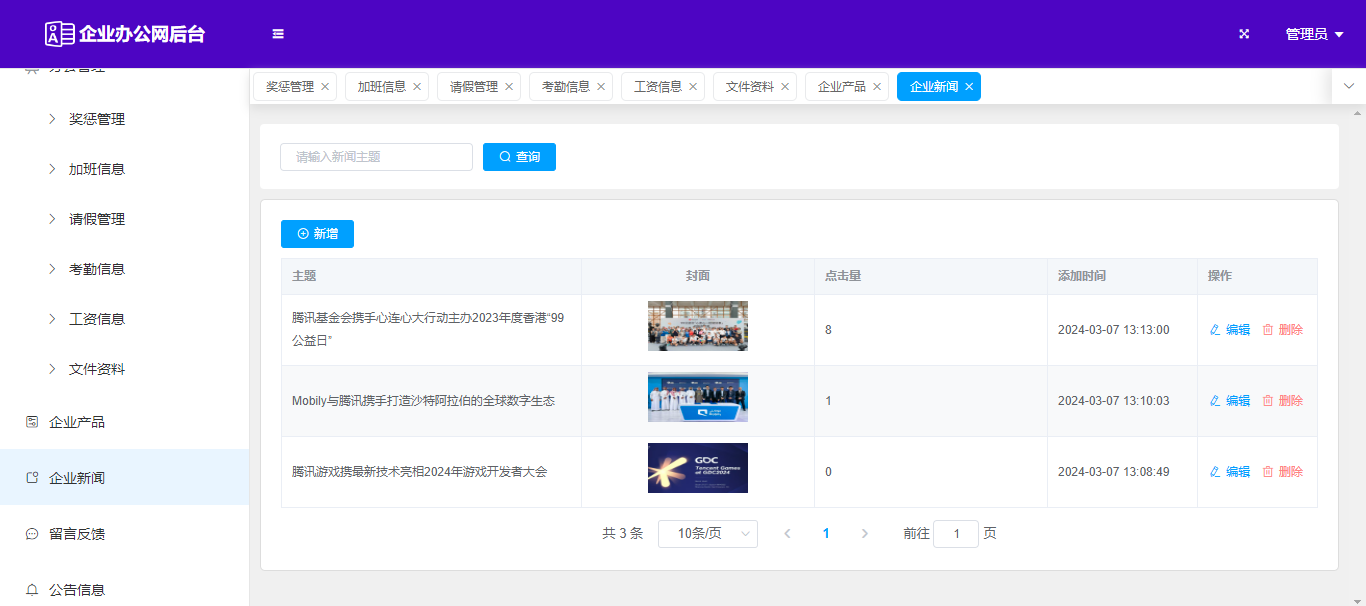 企业办公网后台
管理员
办公管理
奖惩管理
加班信息
请假管理
考勤信息
工资信息
文件资料
企业产品
企业新闻
留言反馈
公告信息
奖惩管理 加班信息 请假管理 考勤信息 工资信息 文件资料 企业产品 企业新闻
请输入新闻主题 查询
新增
主题 封面 点击量 添加时间 操作
腾讯基金会携手心连心大行动主办2023年度香港“99
公益日” 8 2024-03-07 13:13:00 编辑 删除
Mobily与腾讯携手打造沙特阿拉伯的全球数字生态 1 2024-03-07 13:10:03 编辑 删除
GDC
Tencent Games
at GDC2024
腾讯游戏携最新技术亮相2024年游戏开发者大会 0 2024-03-07 13:08:49 编辑 删除
共 3 条 10条/页 1 前往 1 页